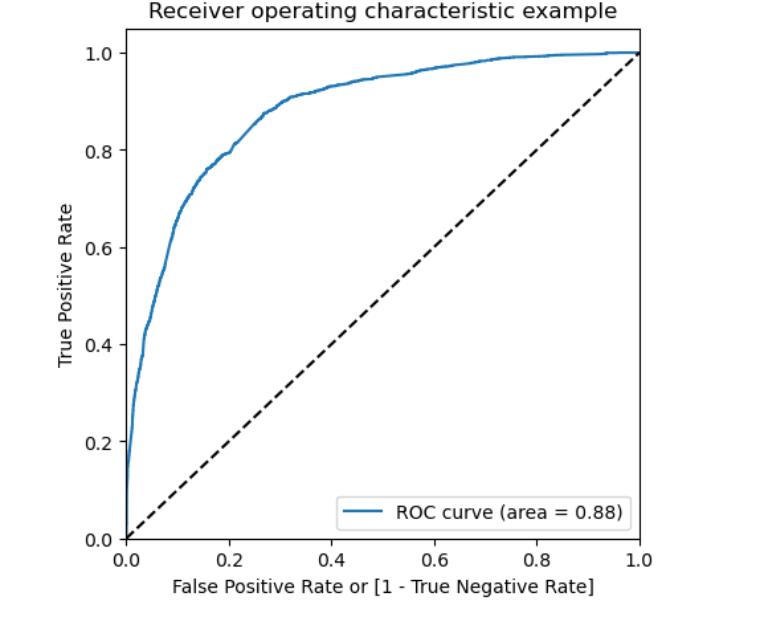 Receiver operating characteristic example
1.0
0.8
0.6
0.4
0.2
0.0
True Positive Rate
ROC curve (area = 0.88)
0.0 0.2 0.4 0.6 0.8 1.0
False Positive Rate or [1 - True Negative Rate]